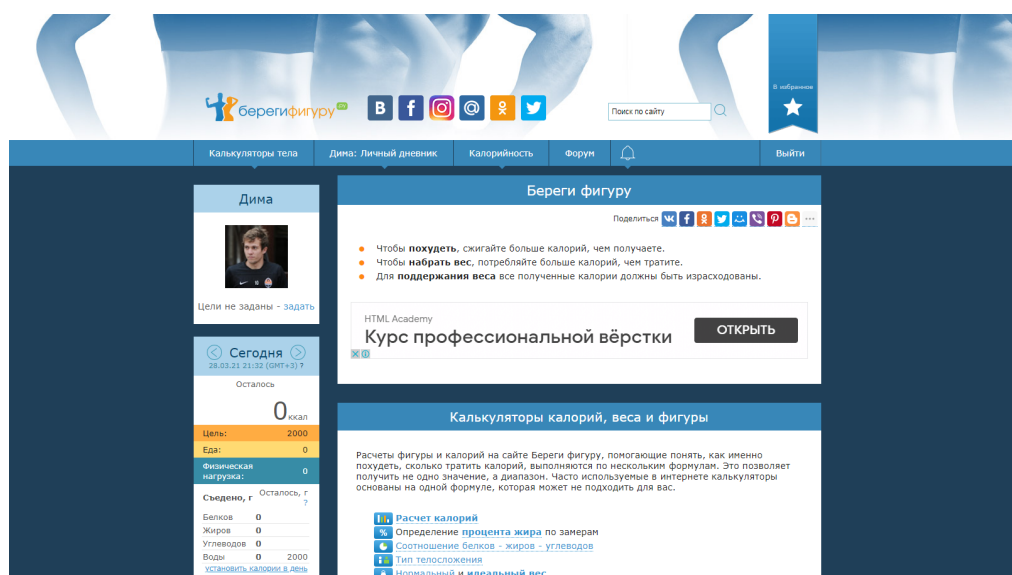 В избранное
берегифигуру
Поиск по сайту
Калькуляторы тела
Дима: Личный дневник
Калорийность
Форум
Выйти
Дима
Цели не заданы - задать
Сегодня
28.03.21 21:32 (GMT+3) ?
Осталось
0 ккал
Цель: 2000
Еда: 0
Физическая
нагрузка: 0
Съедено, г Осталось, г
?
Белков 0
Жиров 0
Углеводов 0
Воды 0 2000
установить калории в день
Береги фигуру
Поделиться
Чтобы похудеть, сжигайте больше калорий, чем получаете.
Чтобы набрать вес, потребляйте больше калорий, чем тратите.
Для поддержания веса все полученные калории должны быть израсходованы.
HTML Academy
Курс профессиональной вёрстки
ОТКРЫТЬ
Калькуляторы калорий, веса и фигуры
Расчеты фигуры и калорий на сайте Береги фигуру, помогающие понять, как именно
похудеть, сколько тратить калорий, выполняются по нескольким формулам. Это позволяет
получить не одно значение, а диапазон. Часто используемые в интернете калькуляторы
основаны на одной формуле, которая может не подходить для вас.
Расчет калорий
% Определение процента жира по замерам
Соотношение белков - жиров - углеводов
Тип телосложения
Нормальный и идеальный вес